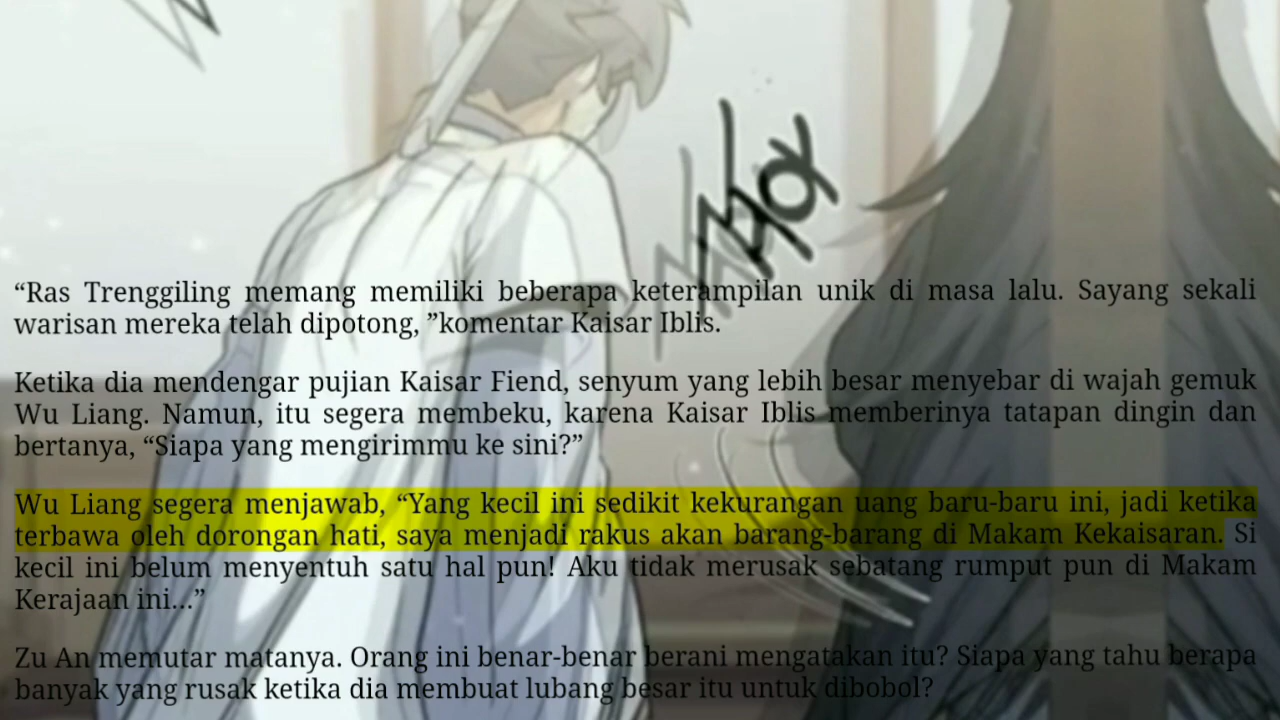 “Ras Trenggiling memang memiliki beberapa keterampilan unik di masa lalu. Sayang sekali
warisan mereka telah dipotong, ”komentar Kaisar Iblis.
Ketika dia mendengar pujian Kaisar Fiend, senyum yang lebih besar menyebar di wajah gemuk
Wu Liang. Namun, itu segera membeku, karena Kaisar Iblis memberinya tatapan dingin dan
bertanya, “Siapa yang mengirimmu ke sini?”
Wu Liang segera menjawab, “Yang kecil ini sedikit kekurangan uang baru-baru ini, jadi ketika
terbawa oleh dorongan hati, saya menjadi rakus akan barang-barang di Makam Kekaisaran. Si
kecil ini belum menyentuh satu hal pun! Aku tidak merusak sebatang rumput pun di Makam
Kerajaan ini...”
Zu An memutar matanya. Orang ini benar-benar berani mengatakan itu? Siapa yang tahu berapa
banyak yang rusak ketika dia membuat lubang besar itu untuk dibobol?